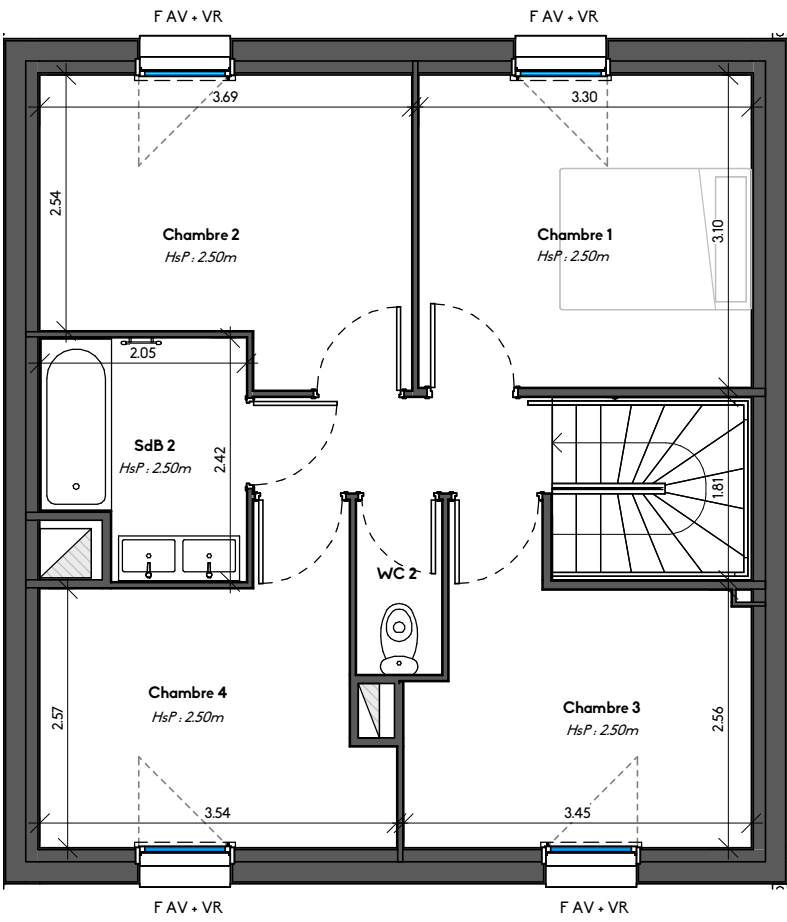 F AV + VR
F AV + VR
3.69
3.30
2.54
3.10
Chambre 2
HsP : 2.50m
Chambre 1
HsP : 2.50m
2.05
SdB 2
HsP : 2.50m
2.42
1.81
WC 2
Chambre 4
HsP : 2.50m
Chambre 3
HsP : 2.50m
2.57
2.56
3.54
3.45
F AV + VR
F AV + VR